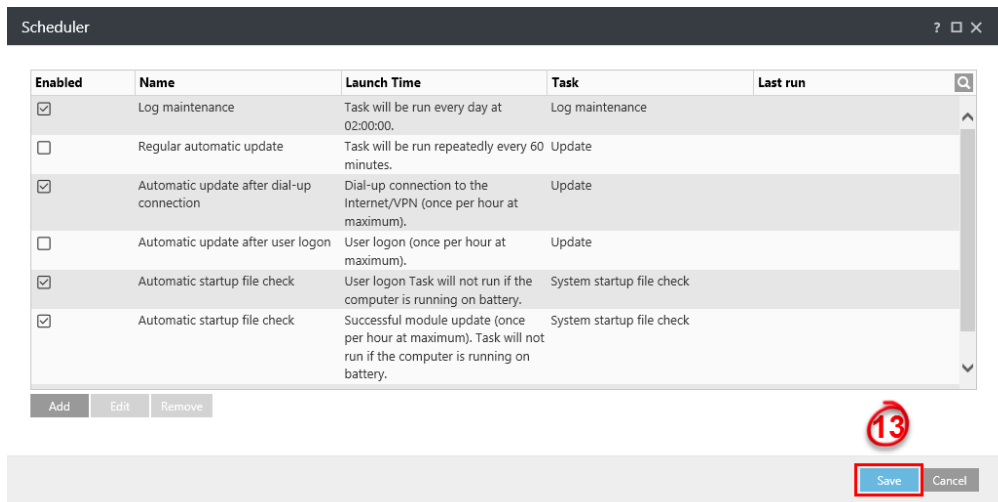 Scheduler
?
Enabled Name Launch Time Task Last run
Log maintenance Task will be run every day at Log maintenance
02:00:00.
Regular automatic update Task will be run repeatedly every 60 Update
minutes.
Automatic update after dial-up Dial-up connection to the Update
connection Internet/VPN (once per hour at
maximum).
Automatic update after user logon User logon (once per hour at Update
maximum).
Automatic startup file check User logon Task will not run if the System startup file check
computer is running on battery.
Automatic startup file check Successful module update (once System startup file check
per hour at maximum). Task will not
run if the computer is running on
battery.
Add Edit Remove
13
Save Cancel